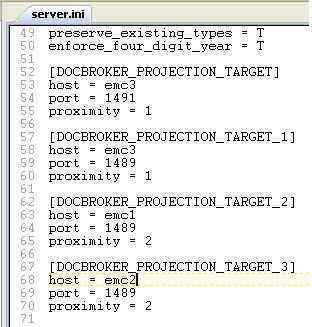 server.ini
49 preserve_existing_types = T
50 enforce_four_digit_year = T
51
52 [DOCBROKER_PROJECTION_TARGET]
53 host = emc3
54 port = 1491
55 proximity = 1
56
57 [DOCBROKER_PROJECTION_TARGET_1]
58 host = emc3
59 port = 1489
60 proximity = 1
61
62 [DOCBROKER_PROJECTION_TARGET_2]
63 host = emc1
64 port = 1489
65 proximity = 2
66
67 [DOCBROKER_PROJECTION_TARGET_3]
68 host = emc2
69 port = 1489
70 proximity = 2
71